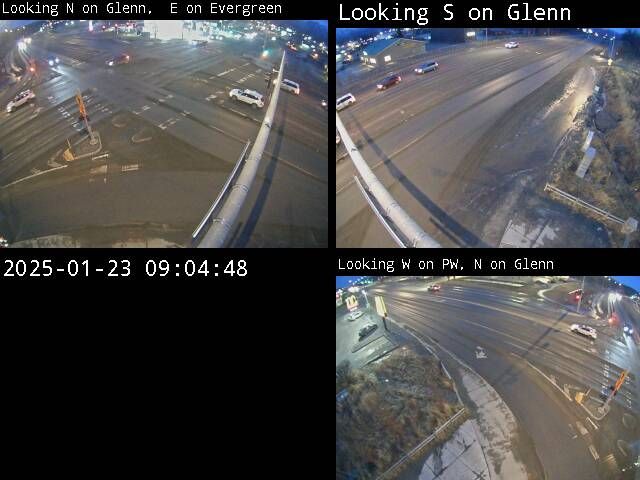 Looking N on Glenn,  E on Evergreen
Looking S on Glenn
2025-01-23 09:04:48
Looking W on PW, N on Glenn